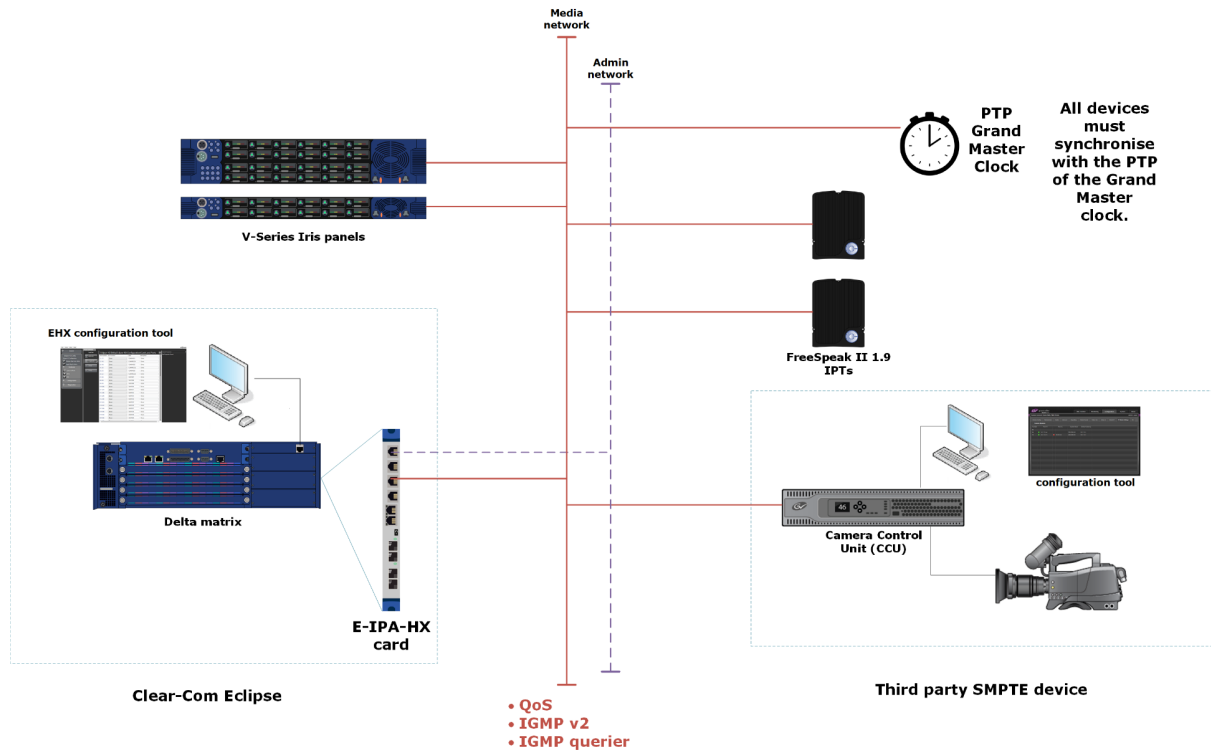 Media
network
Admin
network
PTP
Grand
Master
Clock
All devices
must
synchronise
with the PTP
of the Grand
Master
clock.
V-Series Iris panels
FreeSpeak II 1.9
IPTs
EHX configuration tool
Delta matrix
E-IPA-HX
card
Clear-Com Eclipse
46
Camera Control
Unit (CCU)
configuration tool
Third party SMPTE device
• QoS
• IGMP v2
• IGMP querier